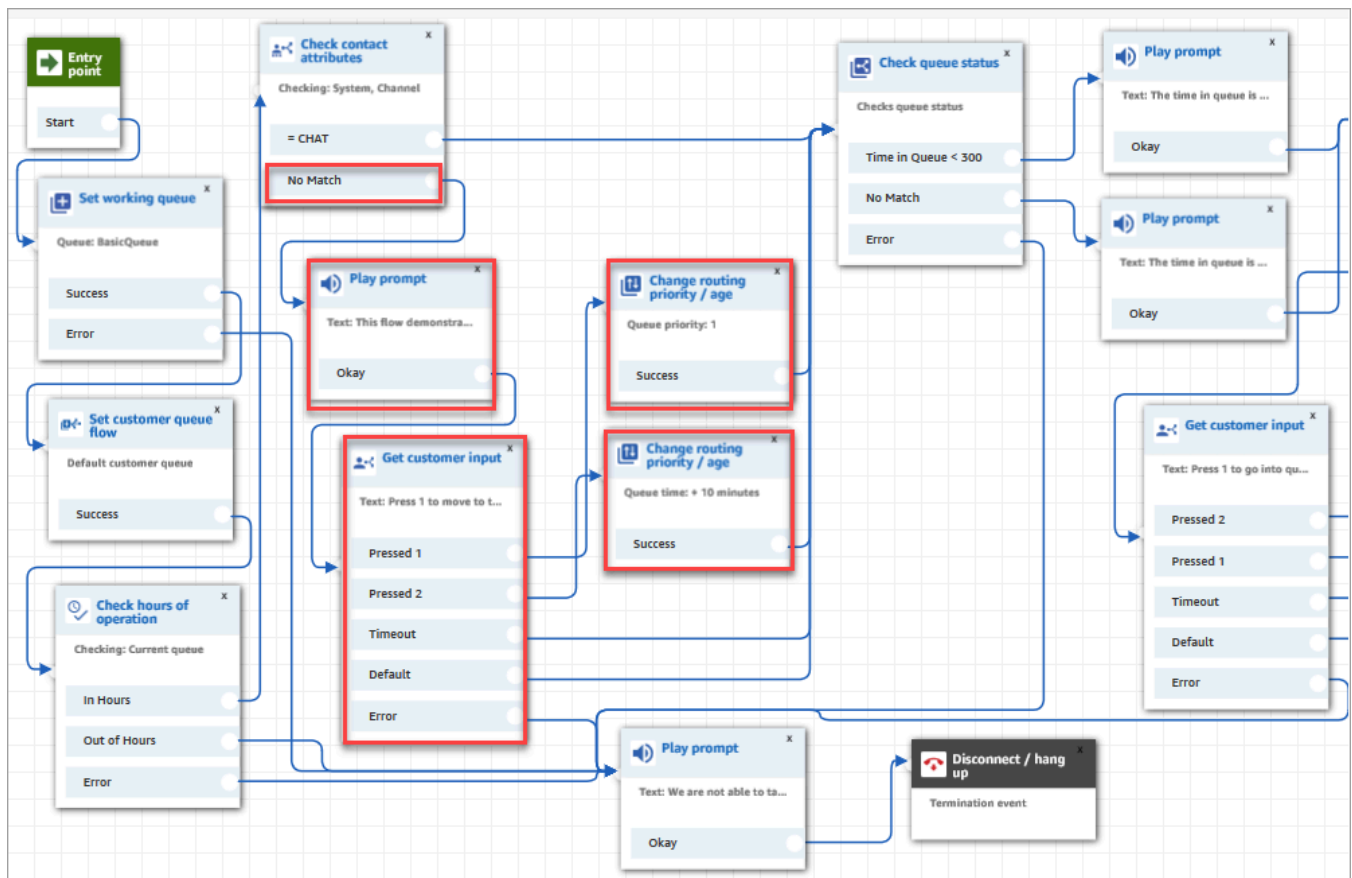 Entry
point
Start
x
Set working queue
Queue: BasicQueue
Success
Error
x
Set customer queue
flow
Default customer queue
Success
x
Check hours of
operation
Checking: Current queue
In Hours
Out of Hours
Error
x
Check contact
attributes
Checking: System, Channel
= CHAT
No Match
x
Play prompt
Text: This flow demonstra...
Okay
x
Get customer input
Text: Press 1 to move to t...
Pressed 1
Pressed 2
Timeout
Default
Error
x
Change routing
priority / age
Queue priority: 1
Success
x
Change routing
priority / age
Queue time: + 10 minutes
Success
x
Play prompt
Text: We are not able to ta...
Okay
x
Check queue status
Checks queue status
Time in Queue < 300
No Match
Error
x
Disconnect / hang
up
Termination event
x
Play prompt
Text: The time in queue is ...
Okay
x
Play prompt
Text: The time in queue is ...
Okay
x
Get customer input
Text: Press 1 to go into qu...
Pressed 2
Pressed 1
Timeout
Default
Error
x